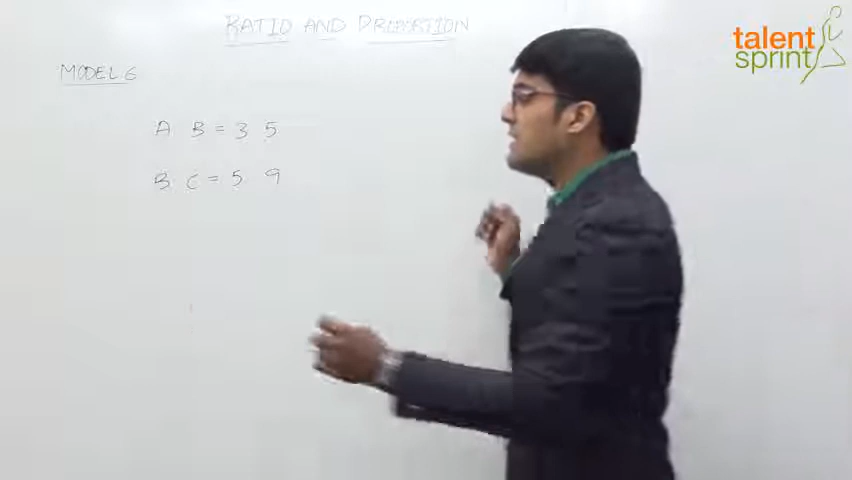 RATIO AND PROPORTION
talent
sprint
MODEL 6
A B = 3 5
B C = 5 9